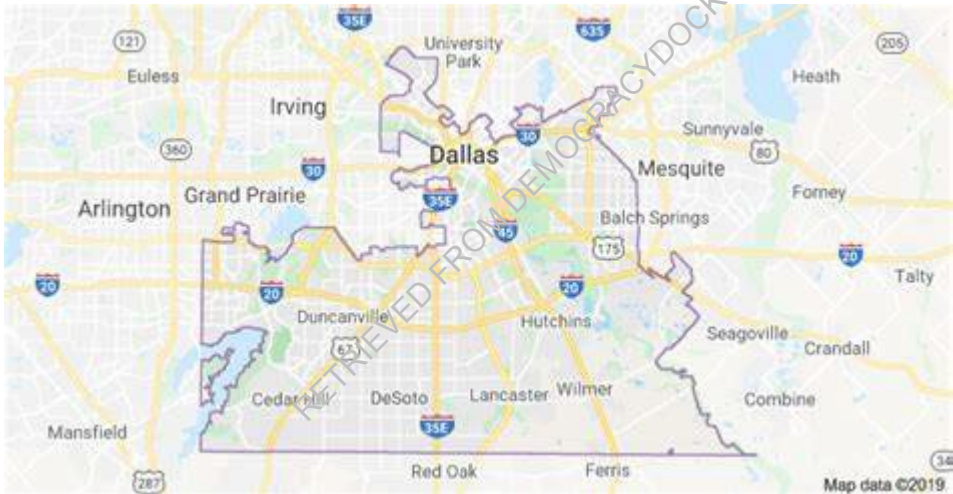 35E
635
121
University
Park
205
Euless
Heath
Irving
30
Sunnyvale
360
Dallas
80
30
Mesquite
Grand Prairie
35E
Forney
Arlington
Balch Springs
45
175
20
Talty
20
20
20
Duncanville
Hutchins
Seagoville
67
Crandall
Cedar Hill
DeSoto
Lancaster
Wilmer
Combine
Mansfield
35E
287
Red Oak
Ferris
34
Map data ©2019
RETRIEVED FROM DEMOCRACYDOCK